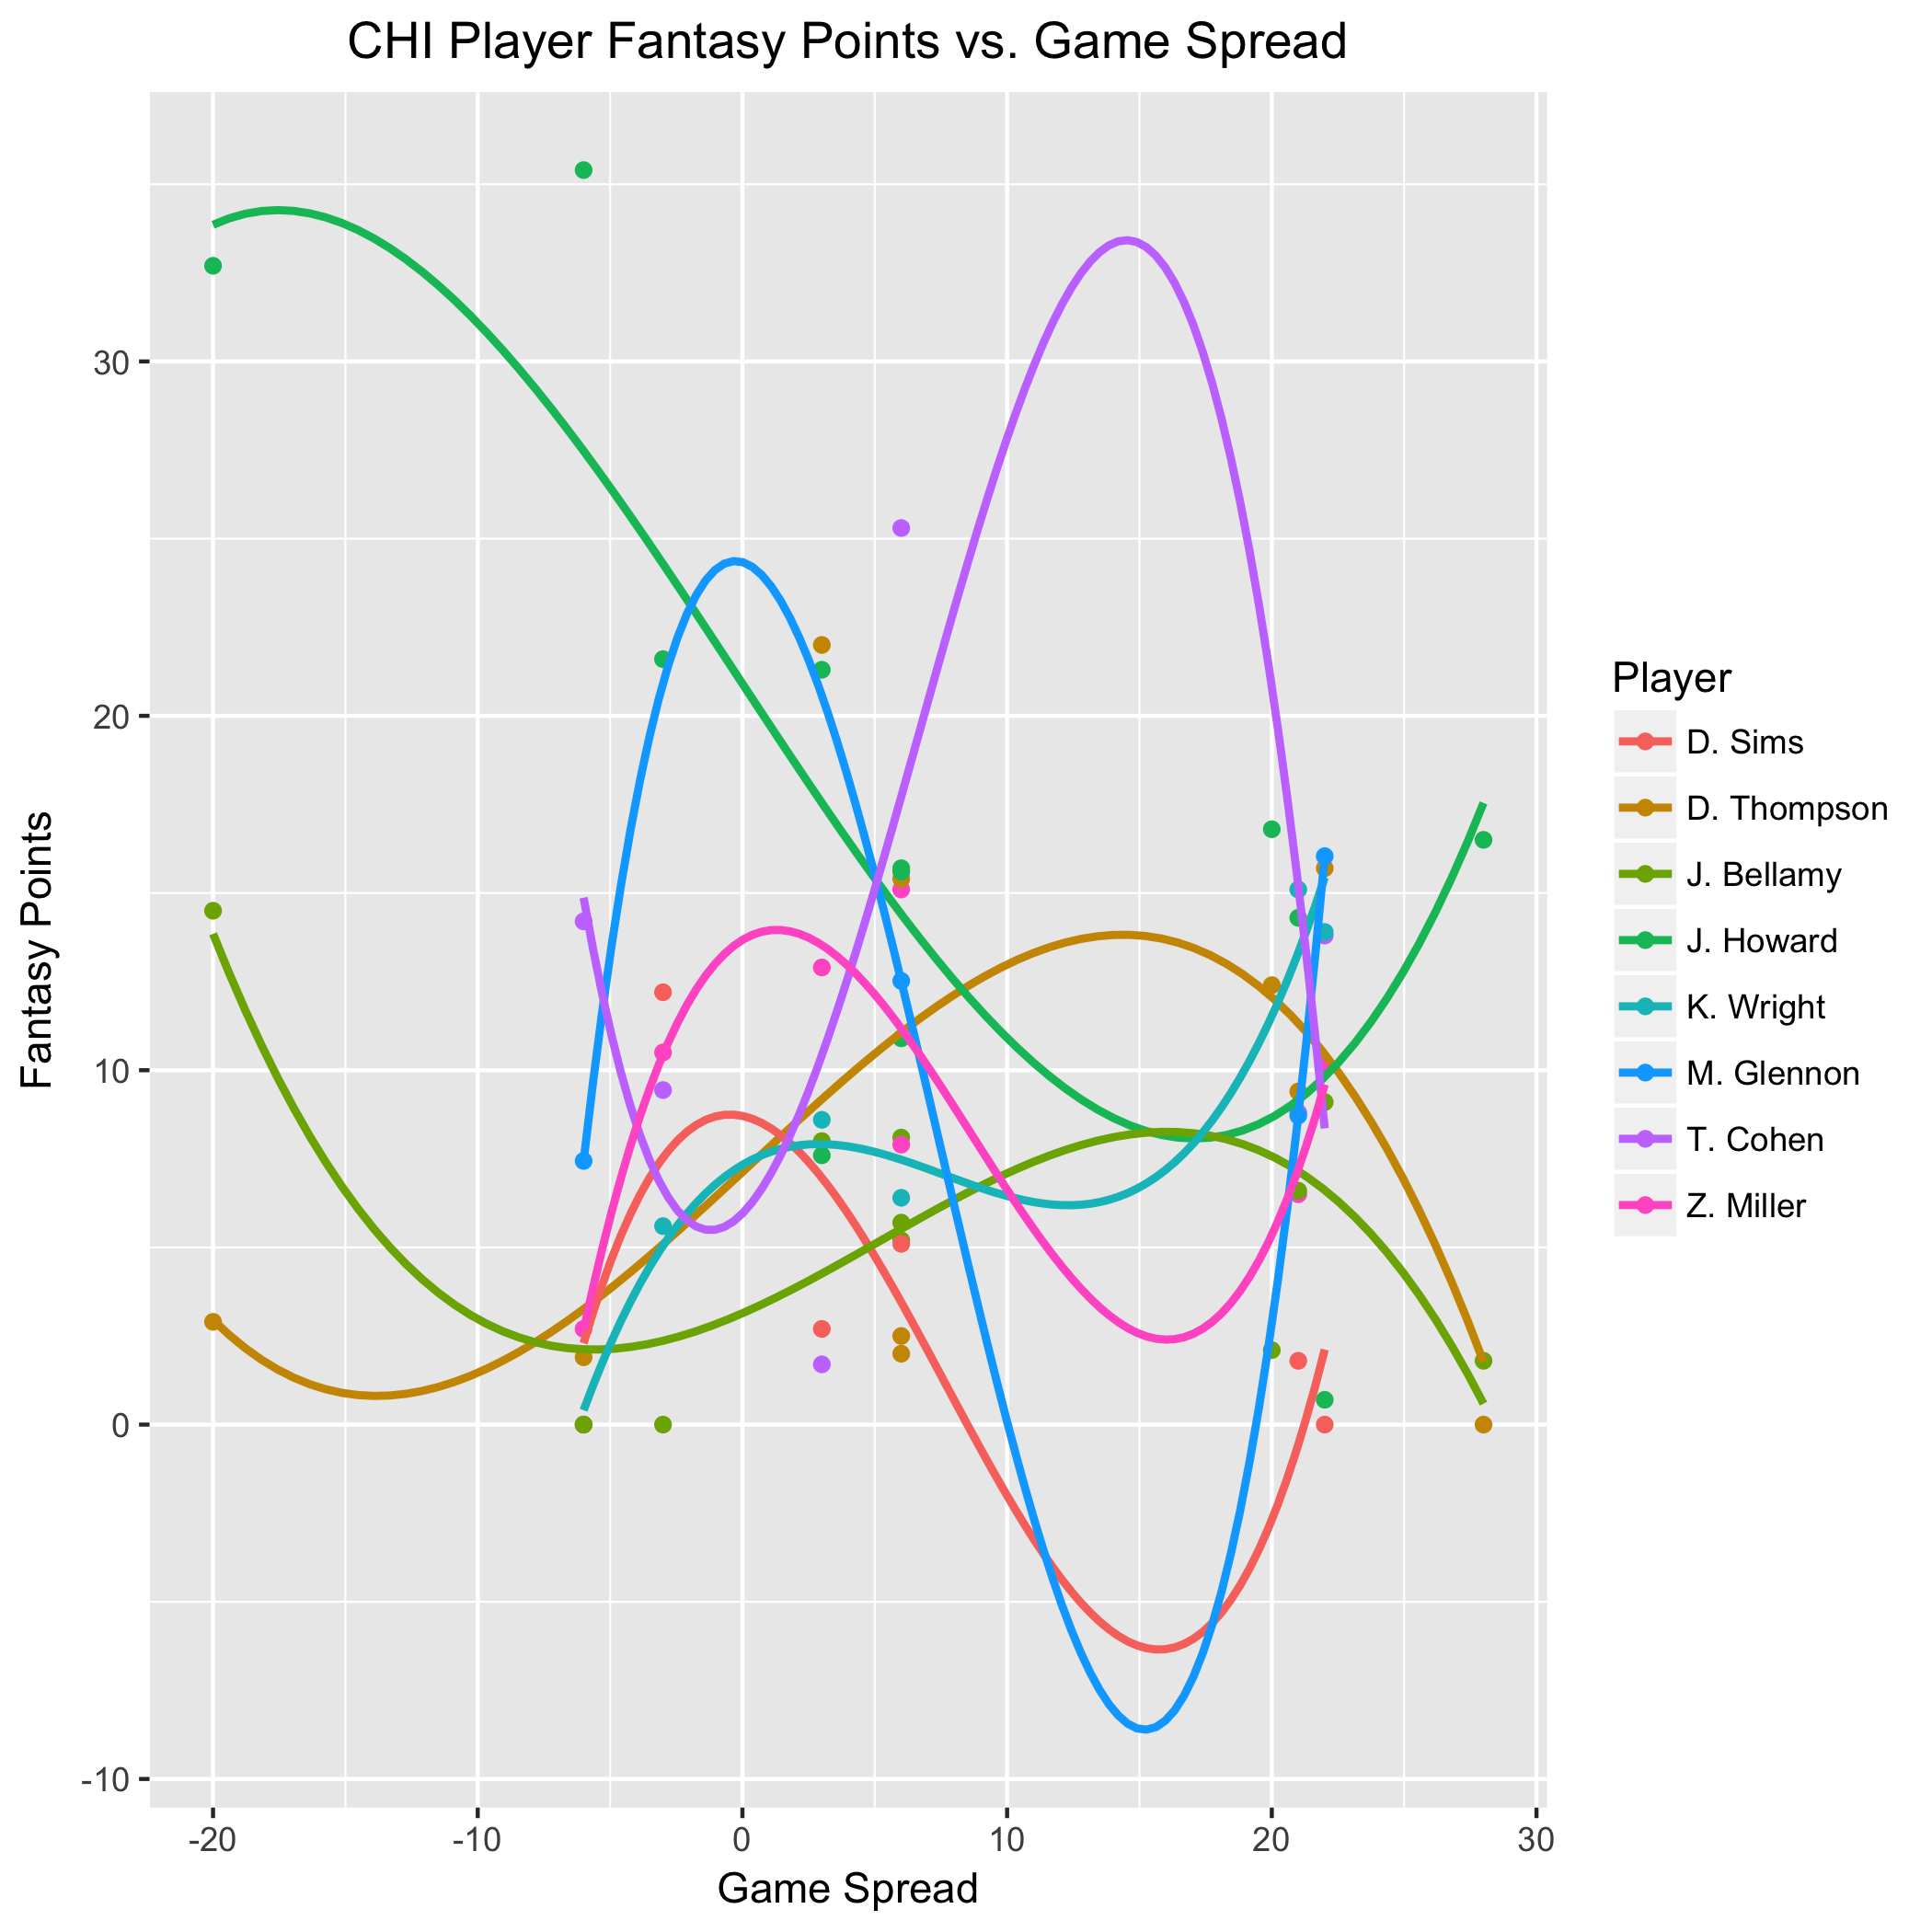 CHI Player Fantasy Points vs. Game Spread
Fantasy Points
30
20
10
0
-10
-20
-10
0
10
20
30
Game Spread
Player
D. Sims
D. Thompson
J. Bellamy
J. Howard
K. Wright
M. Glennon
T. Cohen
Z. Miller